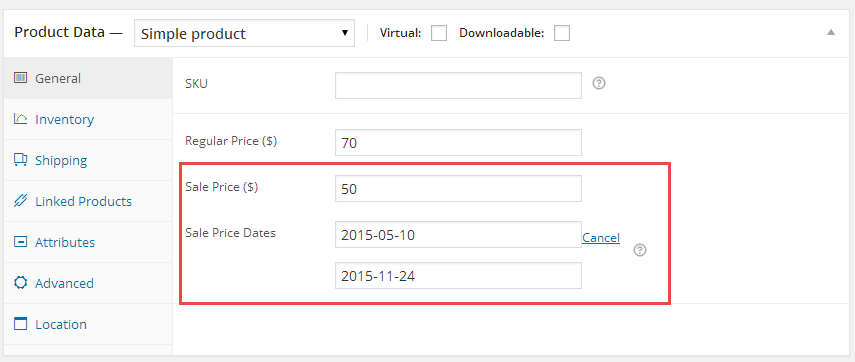 Product Data — Simple product Virtual: Downloadable:
General
Inventory
Shipping
Linked Products
Attributes
Advanced
Location
SKU
Regular Price ($) 70
Sale Price ($) 50
Sale Price Dates 2015-05-10 Cancel
2015-11-24